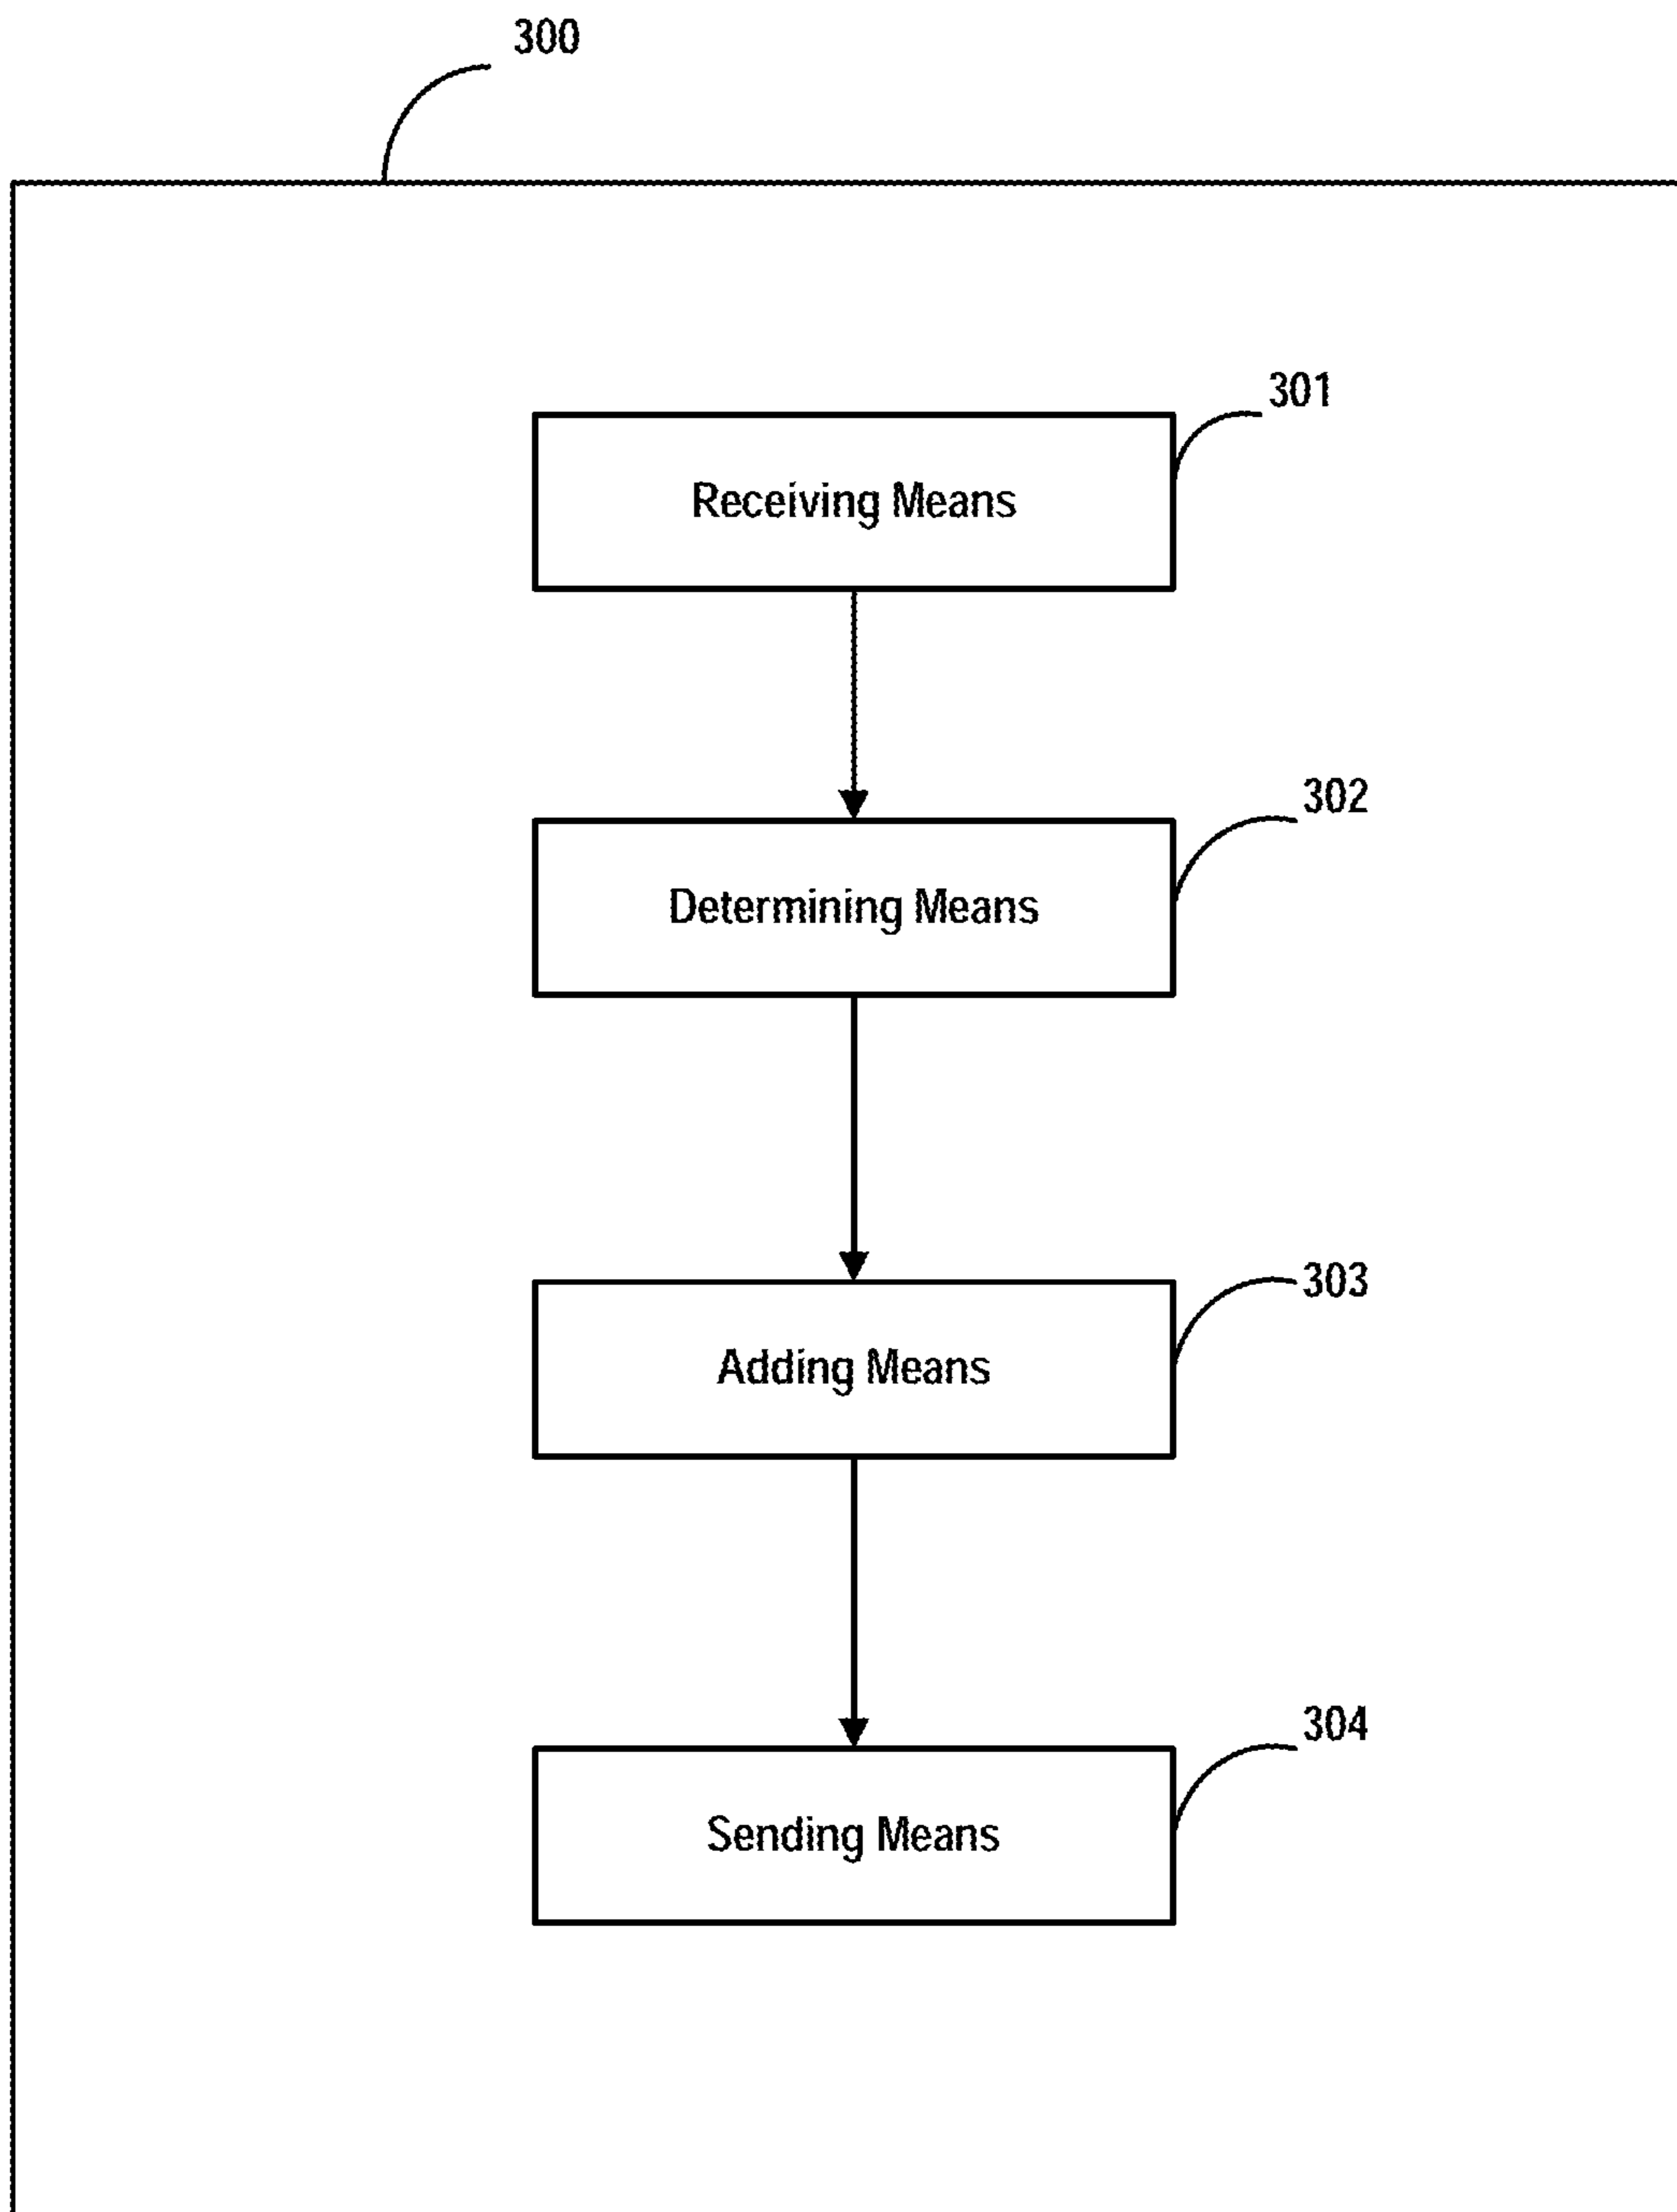 300
301
Receiving Means
302
Determining Means
303
Adding Means
304
Sending Means